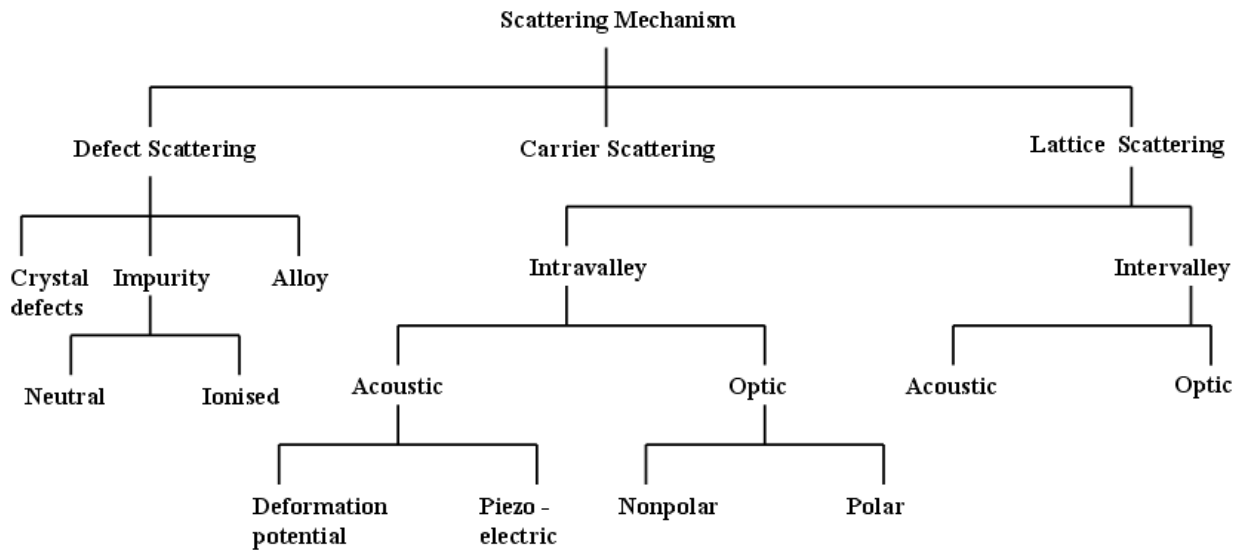 Scattering Mechanism
Defect Scattering
Carrier Scattering
Lattice Scattering
Crystal
defects
Impurity
Alloy
Intravalley
Intervalley
Neutral
Ionised
Acoustic
Optic
Acoustic
Optic
Deformation
potential
Piezo -
electric
Nonpolar
Polar